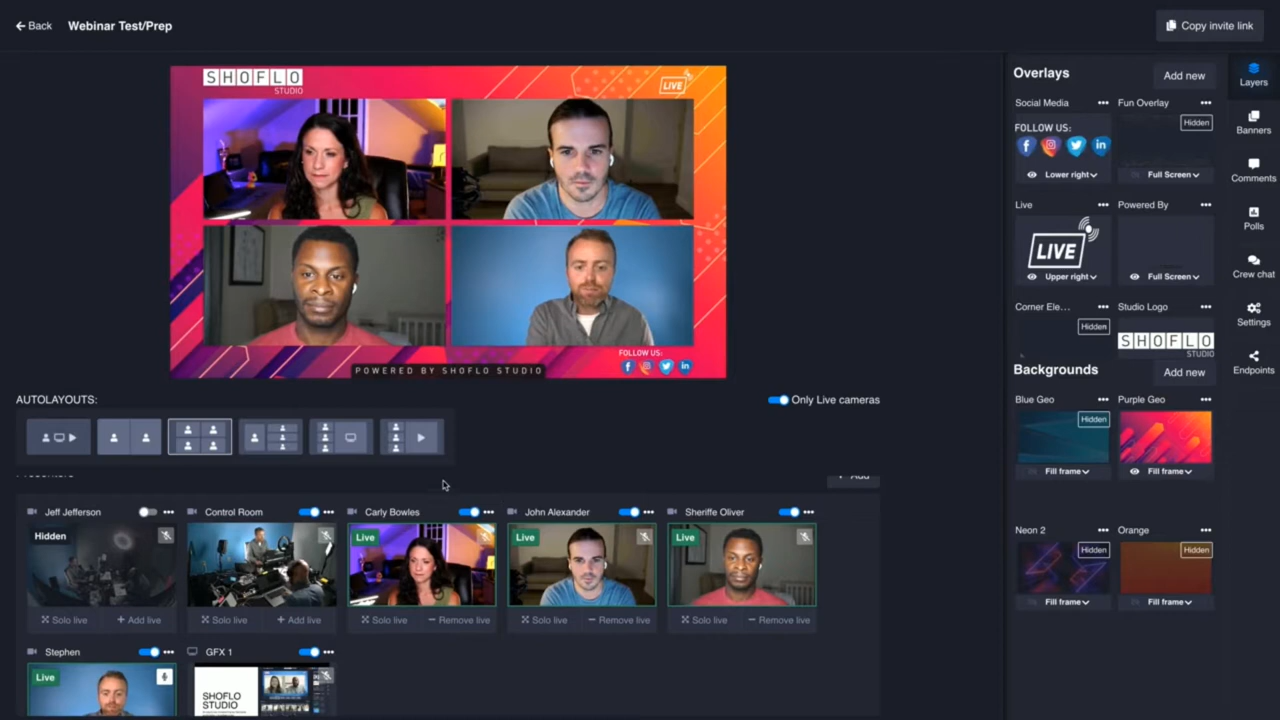 Back
Webinar Test/Prep
Copy invite link
SHOFLO
STUDIO
LIVE
FOLLOW US:
POWERED BY SHOFLO STUDIO
AUTOLAYOUTS:
Only Live cameras
Add
Jeff Jefferson
Hidden
Solo live
Add live
Control Room
Solo live
Add live
Carly Bowles
Live
Solo live
Remove live
John Alexander
Live
Solo live
Remove live
Sheriffe Oliver
Live
Solo live
Remove live
Stephen
Live
GFX 1
SHOFLO
STUDIO
Overlays
Add new
Social Media
FOLLOW US:
Lower right
Fun Overlay
Hidden
Full Screen
Live
LIVE
Upper right
Powered By
Full Screen
Corner Ele...
Hidden
Studio Logo
SHOFLO
STUDIO
Backgrounds
Add new
Blue Geo
Hidden
Fill frame
Purple Geo
Fill frame
Neon 2
Hidden
Fill frame
Orange
Hidden
Fill frame
Layers
Banners
Comments
Polls
Crew chat
Settings
Endpoints